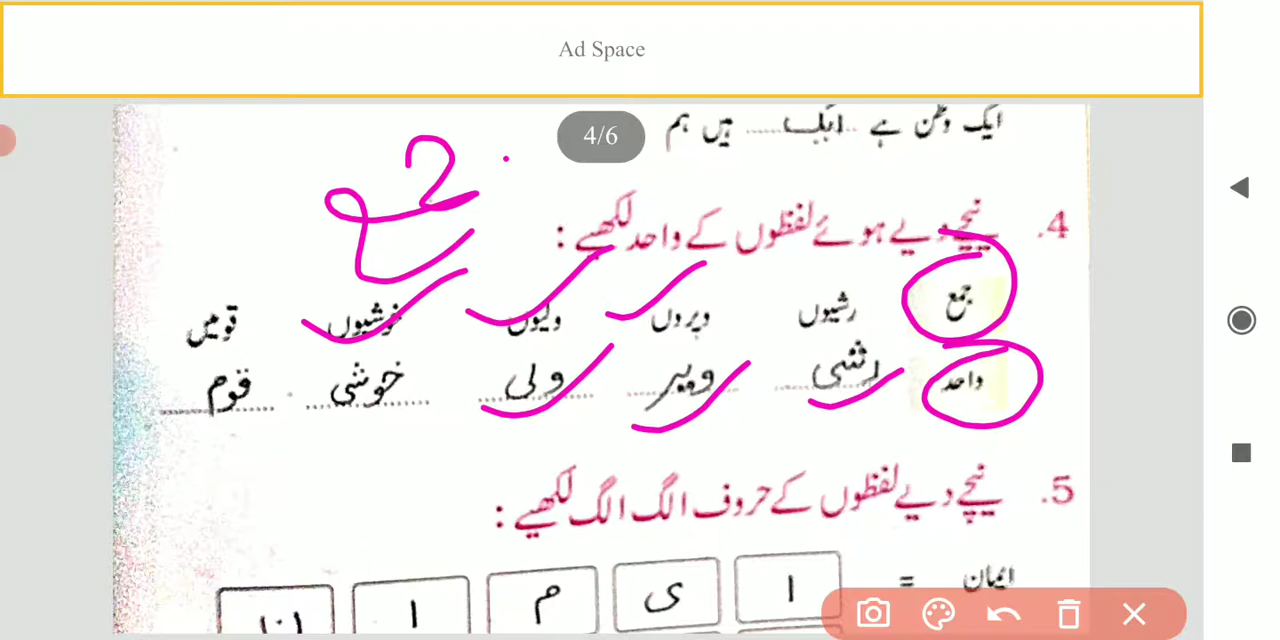 Ad Space
4/6
ایک وطن ہے ایک ہیں ہم
4. نیچے دیے ہوئے لفظوں کے واحد لکھیے :
جمع رشیوں ویروں ولیوں خوشیوں قومیں
واحد رشی ویر ولی خوشی قوم
5. نیچے دیے لفظوں کے حروف الگ الگ لکھیے :
ایمان = ا ی م ا ن